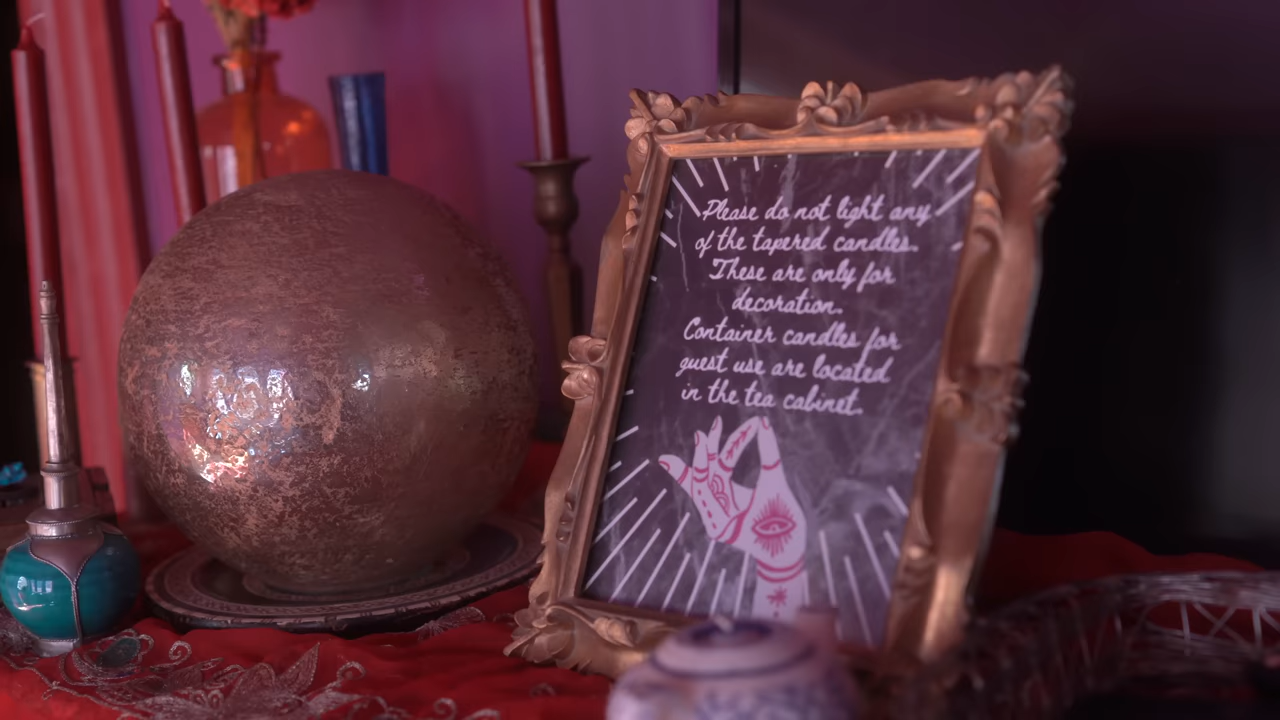 Please do not light any
of the tapered candles.
These are only for
decoration.
Container candles for
guest use are located
in the tea cabinet.